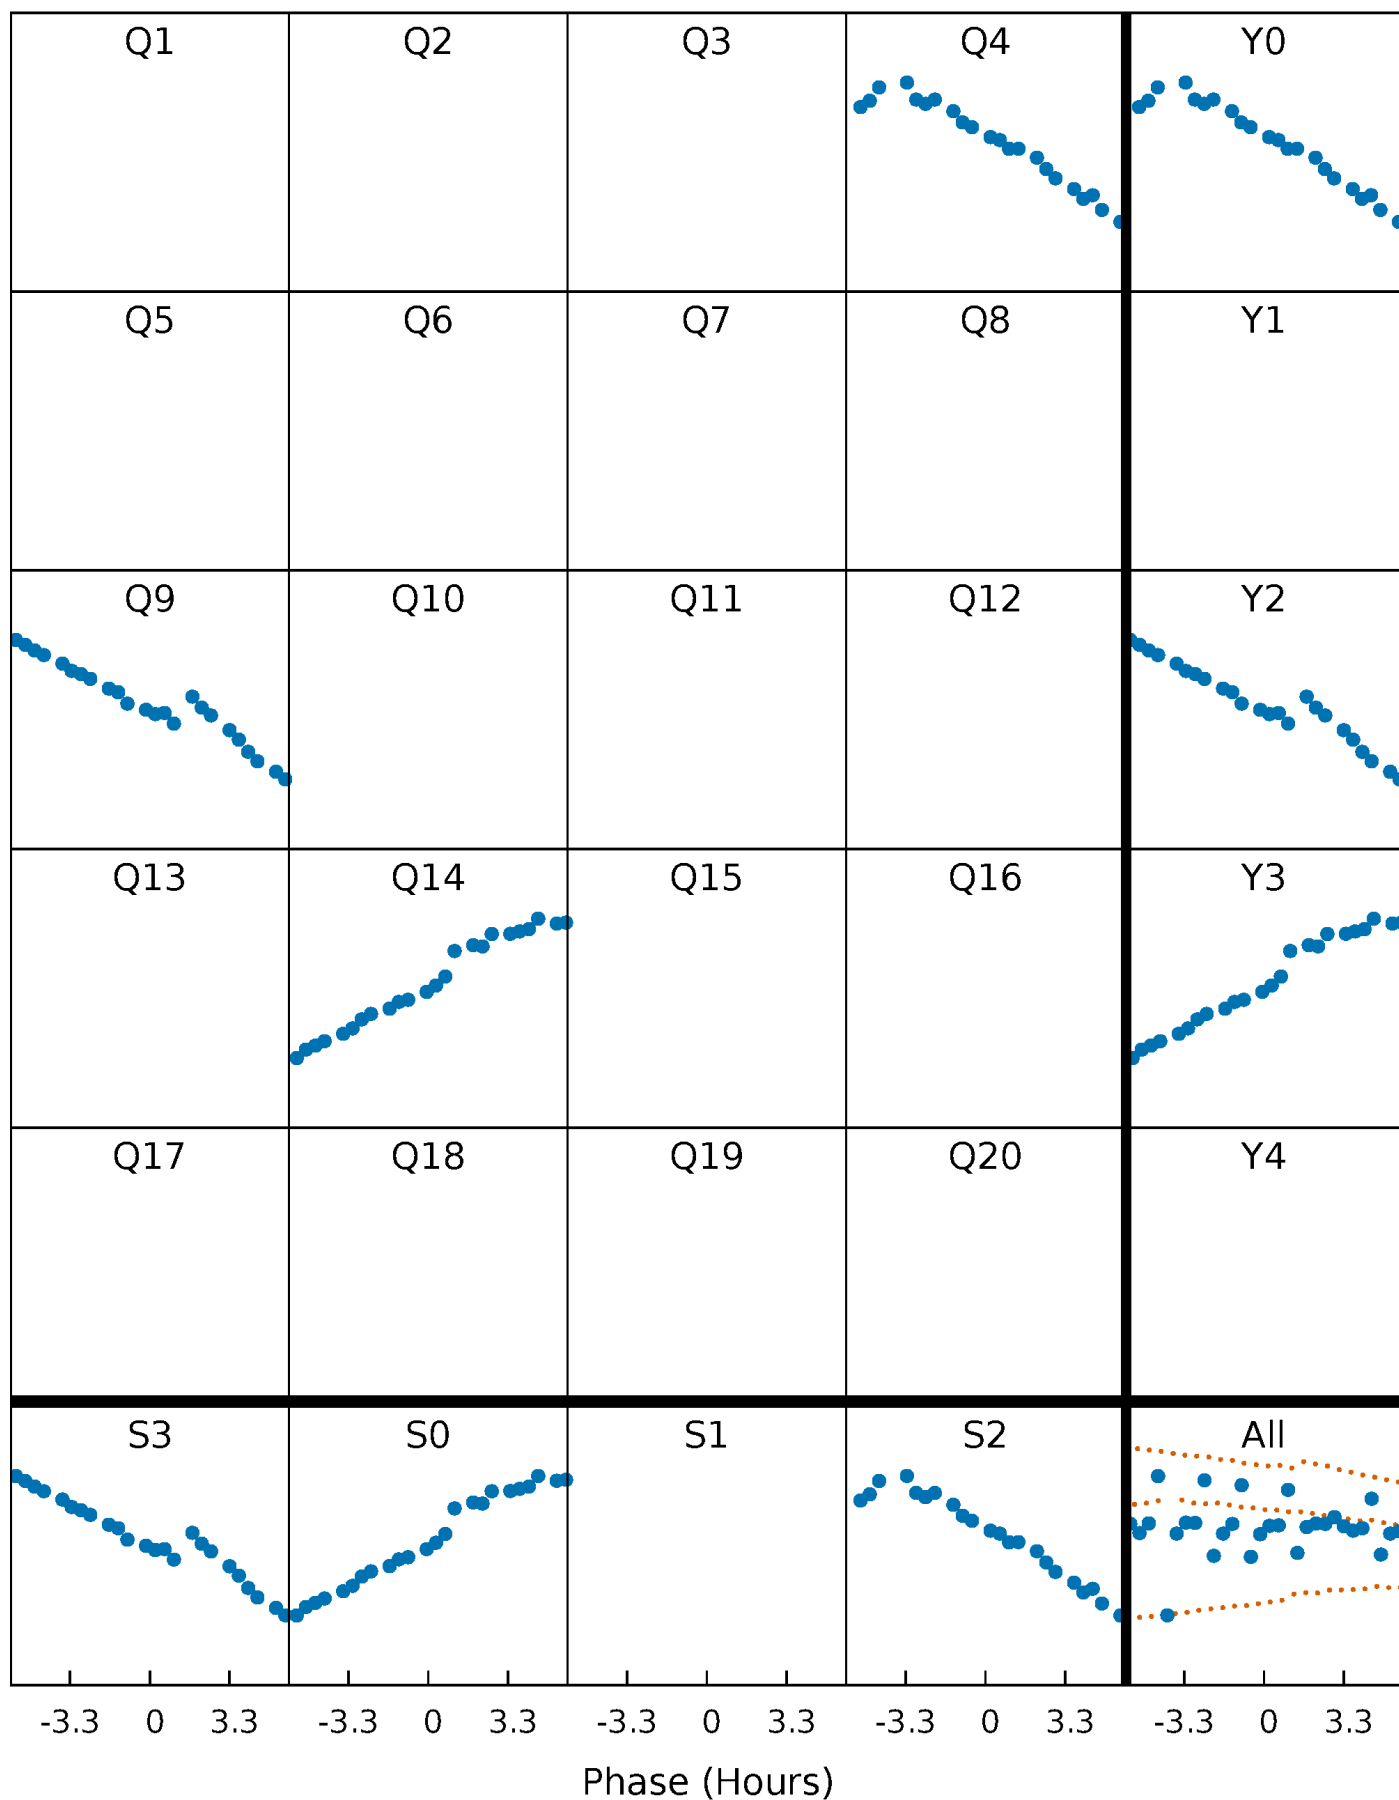 Q1 Q2 Q3 Q4 Y0
Q5 Q6 Q7 Q8 Y1
Q9 Q10 Q11 Q12 Y2
Q13 Q14 Q15 Q16 Y3
Q17 Q18 Q19 Q20 Y4
S3 S0 S1 S2 All
-3.3 0 3.3 -3.3 0 3.3 -3.3 0 3.3 -3.3 0 3.3 -3.3 0 3.3
Phase (Hours)